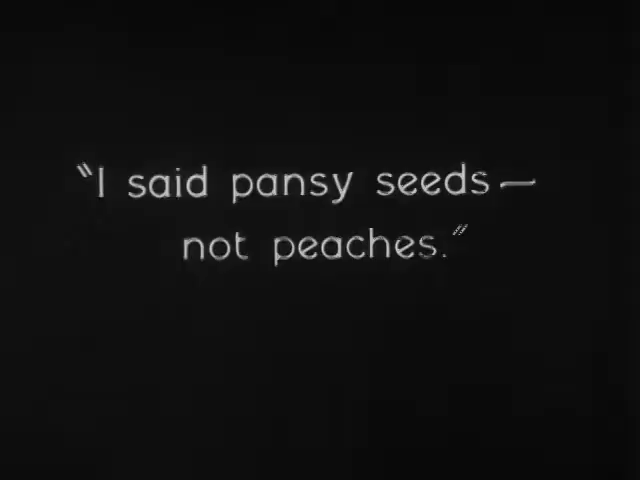 "I said pansy seeds—
not peaches."